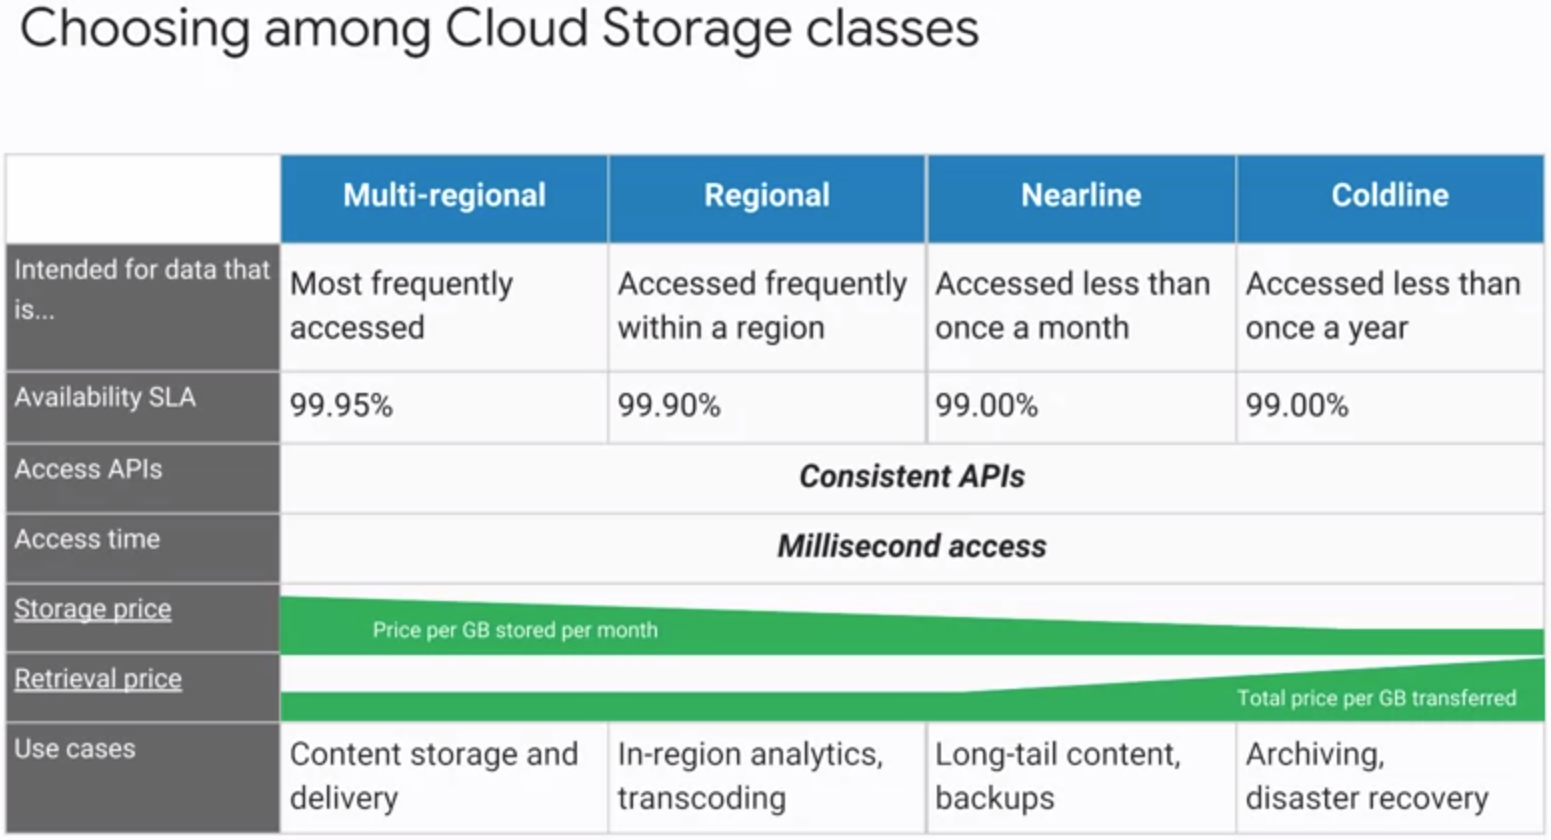 Choosing among Cloud Storage classes
Multi-regional Regional Nearline Coldline
Intended for data that
is...
Most frequently
accessed
Accessed frequently
within a region
Accessed less than
once a month
Accessed less than
once a year
Availability SLA
99.95% 99.90% 99.00% 99.00%
Access APIs
Consistent APIs
Access time
Millisecond access
Storage price
Price per GB stored per month
Retrieval price
Total price per GB transferred
Use cases
Content storage and
delivery
In-region analytics,
transcoding
Long-tail content,
backups
Archiving,
disaster recovery